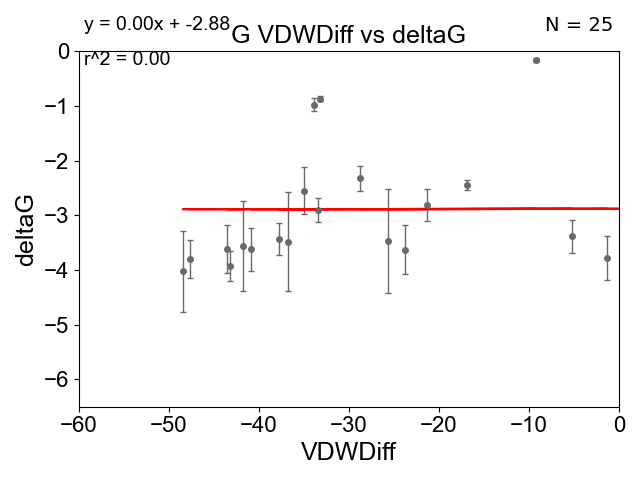 y = 0.00x + -2.88
G VDWDiff vs deltaG
N = 25
r^2 = 0.00
0
−1
−2
−3
−4
−5
−6
deltaG
−60
−50
−40
−30
−20
−10
0
VDWDiff